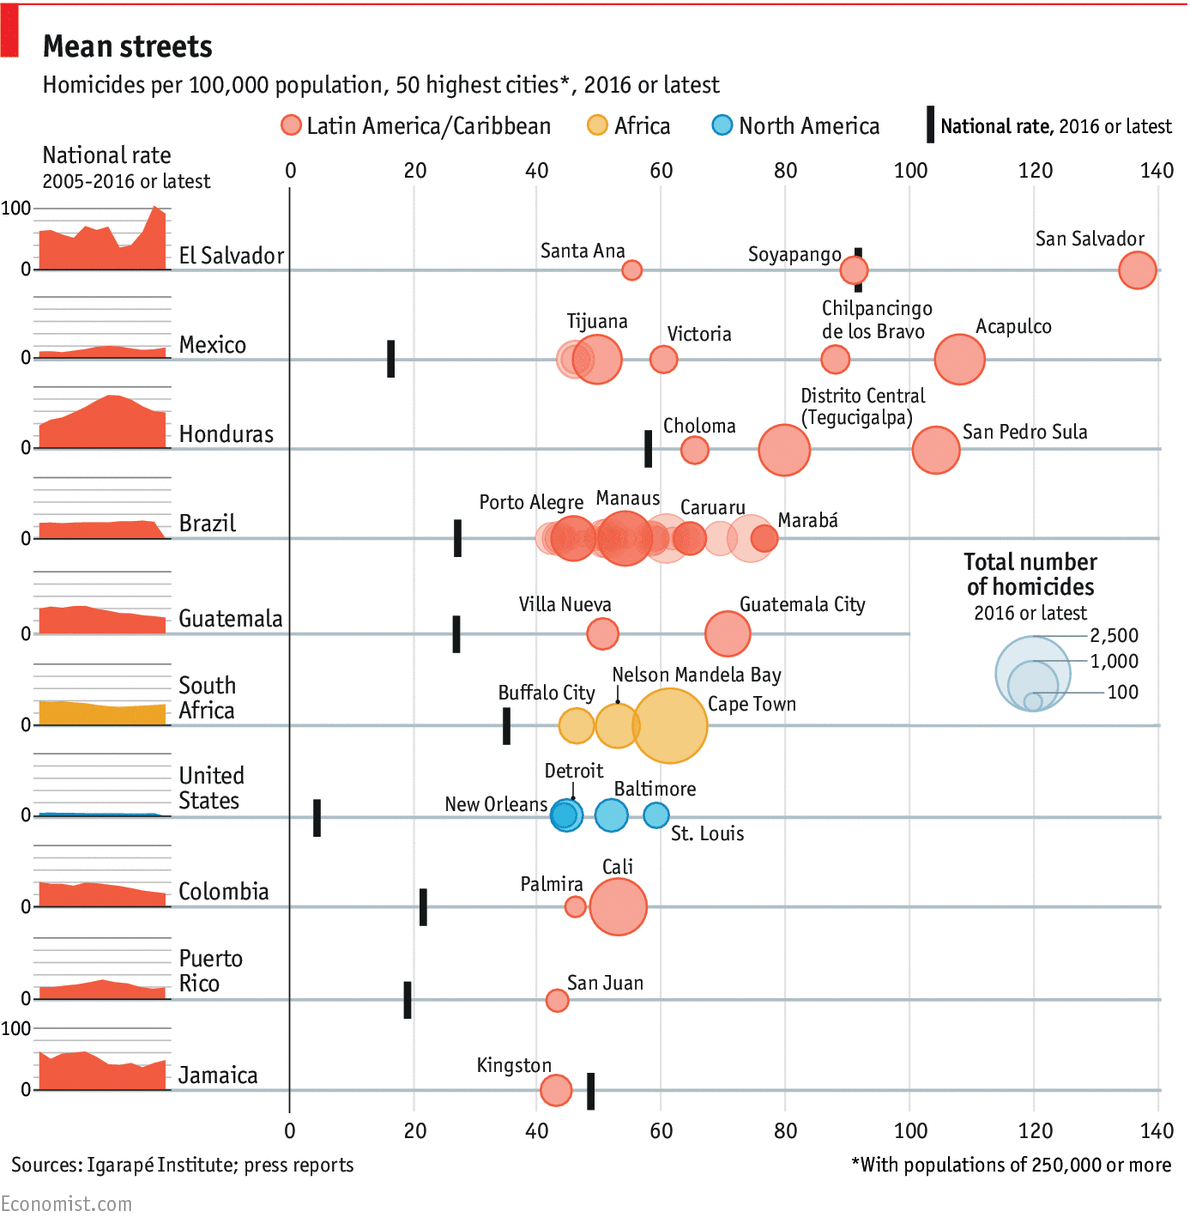 Mean streets
Homicides per 100,000 population, 50 highest cities*, 2016 or latest
Latin America/Caribbean Africa North America National rate, 2016 or latest
National rate
2005-2016 or latest
0 20 40 60 80 100 120 140
100
0
El Salvador
Santa Ana
Soyapango
San Salvador
0
Mexico
Tijuana
Victoria
Chilpancingo
de los Bravo
Acapulco
0
Honduras
Choloma
Distrito Central
(Tegucigalpa)
San Pedro Sula
0
Brazil
Porto Alegre
Manaus
Caruaru
Marabá
0
Guatemala
Villa Nueva
Guatemala City
Total number
of homicides
2016 or latest
2,500
1,000
100
0
South
Africa
Buffalo City
Nelson Mandela Bay
Cape Town
0
United
States
New Orleans
Detroit
Baltimore
St. Louis
0
Colombia
Palmira
Cali
0
Puerto
Rico
San Juan
100
0
Jamaica
Kingston
0 20 40 60 80 100 120 140
Sources: Igarapé Institute; press reports
*With populations of 250,000 or more
Economist.com